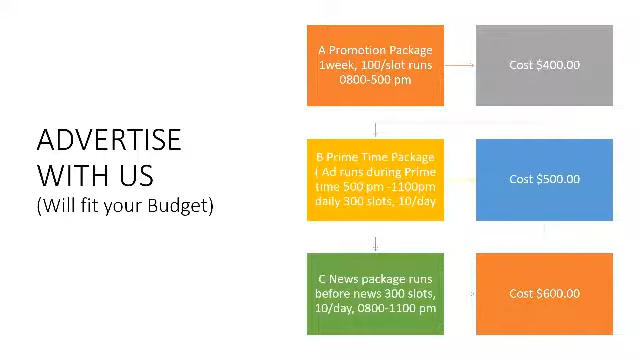 ADVERTISE
WITH US
(Will fit your Budget)
A Promotion Package
1week, 100/slot runs
0800-500 pm
Cost $400.00
B Prime Time Package
( Ad runs during Prime
time 500 pm -1100pm
daily 300 slots, 10/day
Cost $500.00
C News package runs
before news 300 slots,
10/day, 0800-1100 pm
Cost $600.00